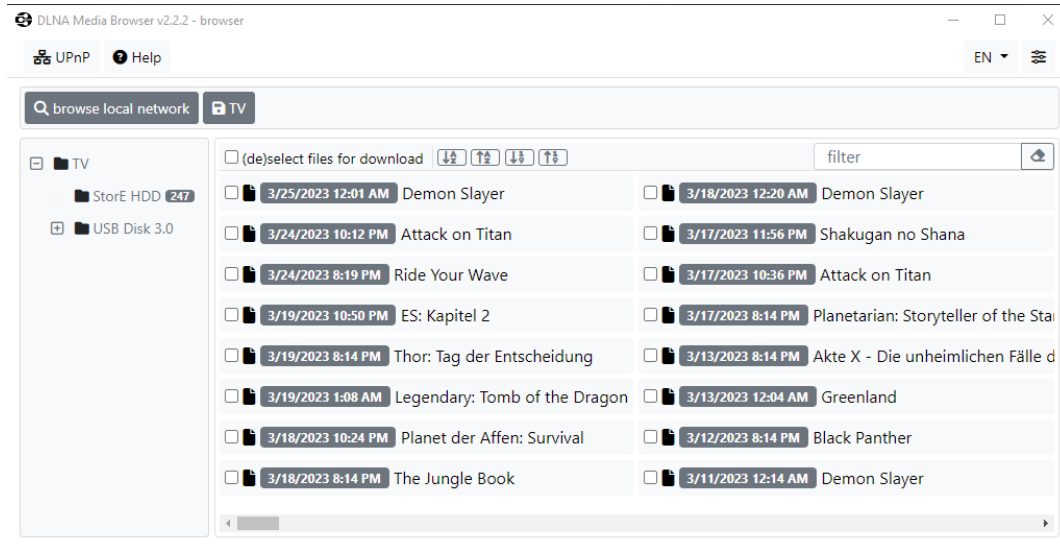 DLNA Media Browser v2.2.2 - browser
UPnP Help EN
browse local network TV
TV
StorE HDD 247
USB Disk 3.0
(de)select files for download filter
3/25/2023 12:01 AM Demon Slayer
3/24/2023 10:12 PM Attack on Titan
3/24/2023 8:19 PM Ride Your Wave
3/19/2023 10:50 PM ES: Kapitel 2
3/19/2023 8:14 PM Thor: Tag der Entscheidung
3/19/2023 1:08 AM Legendary: Tomb of the Dragon
3/18/2023 10:24 PM Planet der Affen: Survival
3/18/2023 8:14 PM The Jungle Book
3/18/2023 12:20 AM Demon Slayer
3/17/2023 11:56 PM Shakugan no Shana
3/17/2023 10:36 PM Attack on Titan
3/17/2023 8:14 PM Planetarian: Storyteller of the Sta
3/13/2023 8:14 PM Akte X - Die unheimlichen Fälle d
3/13/2023 12:04 AM Greenland
3/12/2023 8:14 PM Black Panther
3/11/2023 12:14 AM Demon Slayer